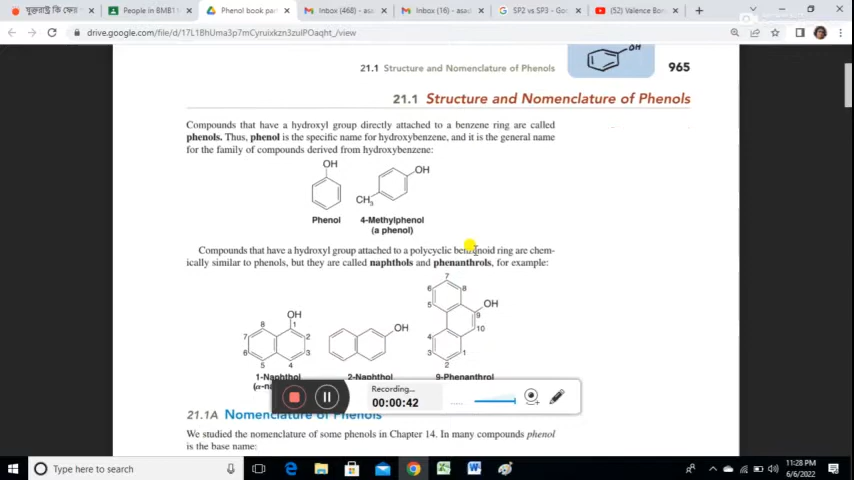 যুক্তরাষ্ট্র কি ফের
People in BMB11
Phenol book par
Inbox (468) - asa
Inbox (16) - asad
SP2 vs SP3 - Go
(52) Valence Bon
drive.google.com/file/d/17L1BhUma3p7mCyruixkzn3zuIPOaqht_/view
OH
21.1 Structure and Nomenclature of Phenols 965
21.1 Structure and Nomenclature of Phenols
Compounds that have a hydroxyl group directly attached to a benzene ring are called
phenols. Thus, phenol is the specific name for hydroxybenzene, and it is the general name
for the family of compounds derived from hydroxybenzene:
OH
OH
CH3
Phenol 4-Methylphenol
(a phenol)
Compounds that have a hydroxyl group attached to a polycyclic benzenoid ring are chem-
ically similar to phenols, but they are called naphthols and phenanthrols, for example:
7
6 8
5 OH
9
OH
8 1
OH
7 2
4 10
6 3
3 1
5 4
2
1-Naphthol 2-Naphthol 9-Phenanthrol
Recording...
00:00:42
21.1A Nomenclature of Phenols
We studied the nomenclature of some phenols in Chapter 14. In many compounds phenol
is the base name:
Type here to search
11:28 PM
6/6/2022